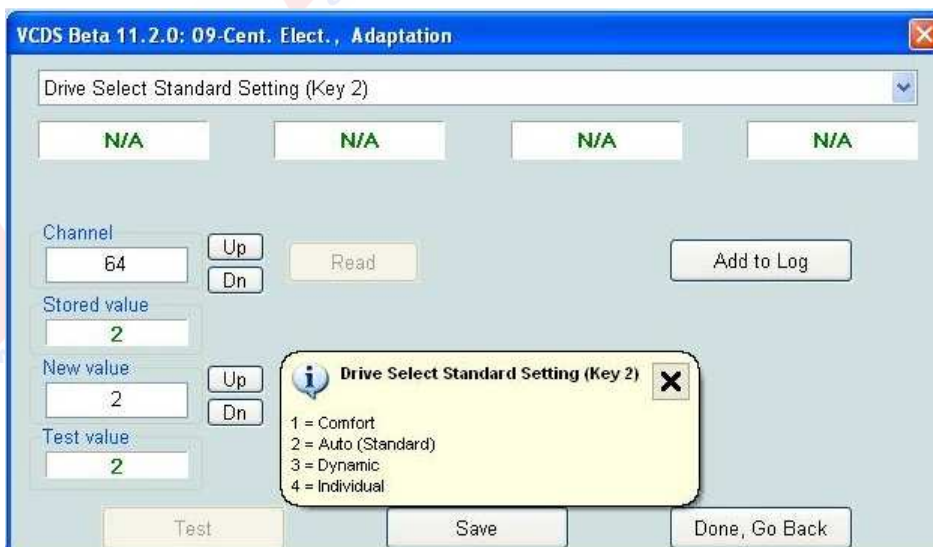 VCDS Beta 11.2.0: 09-Cent. Elect., Adaptation
Drive Select Standard Setting (Key 2)
N/A N/A N/A N/A
Channel
64
Up
Dn
Read
Add to Log
Stored value
2
New value
2
Up
Dn
Test value
2
Drive Select Standard Setting (Key 2)
1 = Comfort
2 = Auto (Standard)
3 = Dynamic
4 = Individual
Test
Save
Done, Go Back